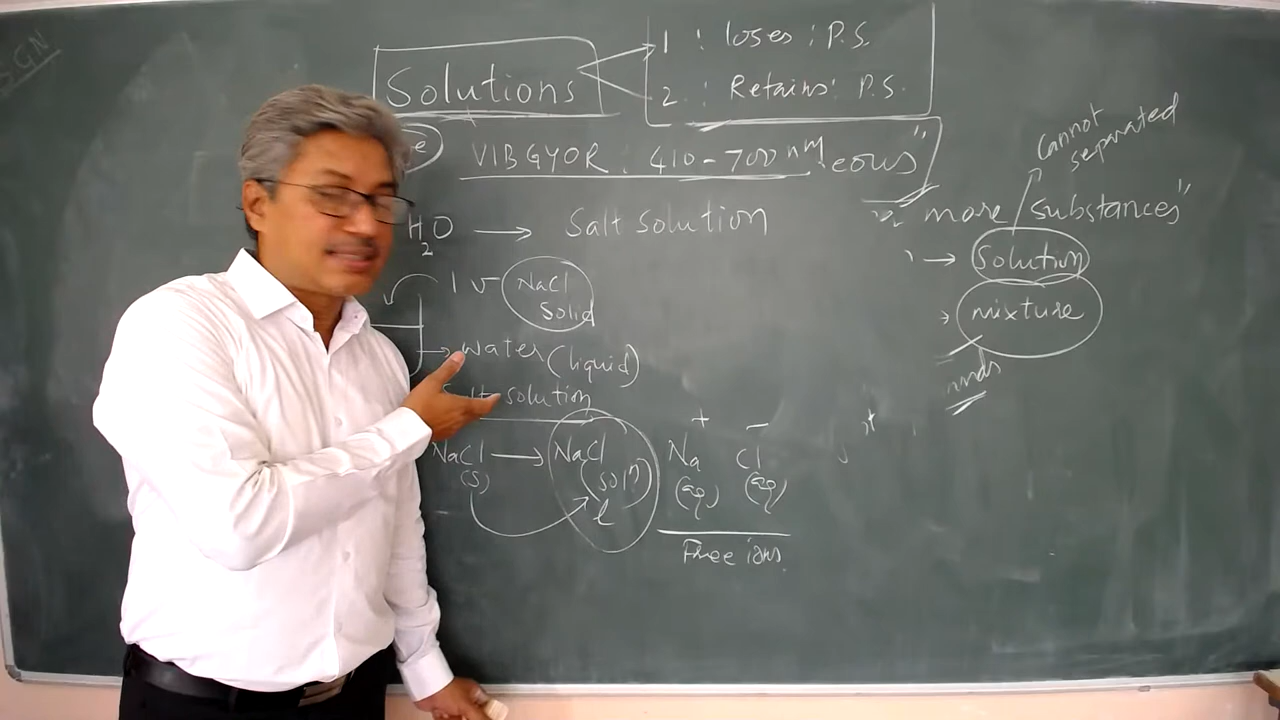 S.GN
Solutions
1 : loses : P.S.
2. : Retains : P.S.
e VIBGYOR : 410 - 700 nm eous"
cannot separated
more / substances"
H2O → Salt solution
→ Solution
NaCl Solid
mixture
water (liquid)
solution
NaCl (s) → NaCl (soln) l Na+ (aq) Cl− (aq)
Free ions.